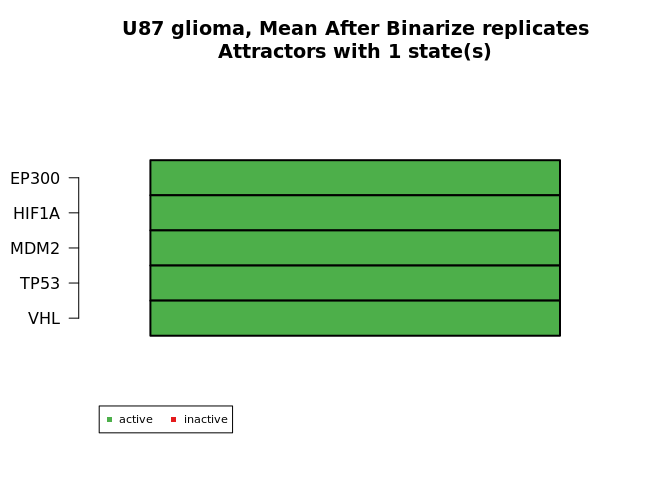 U87 glioma, Mean After Binarize replicates
Attractors with 1 state(s)
EP300
HIF1A
MDM2
TP53
VHL
active inactive